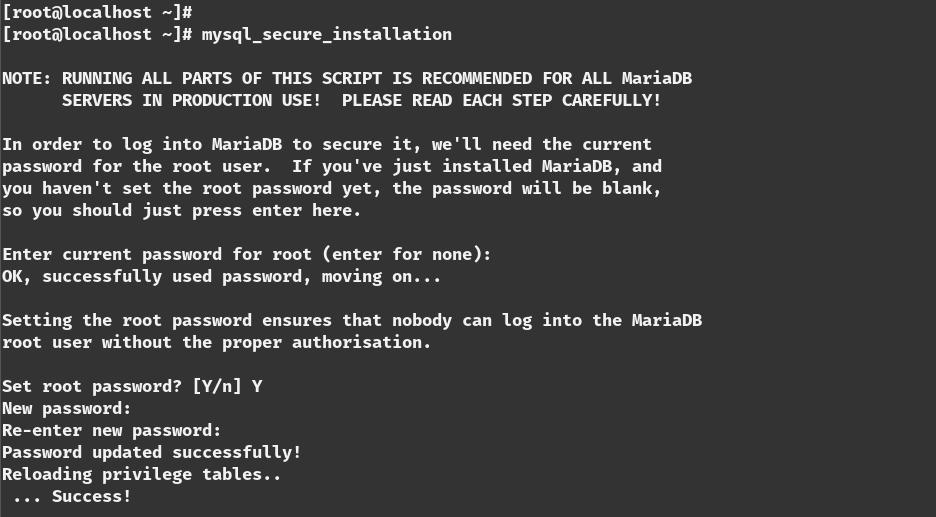 [root@localhost ~]#
[root@localhost ~]# mysql_secure_installation
NOTE: RUNNING ALL PARTS OF THIS SCRIPT IS RECOMMENDED FOR ALL MariaDB
SERVERS IN PRODUCTION USE!  PLEASE READ EACH STEP CAREFULLY!
In order to log into MariaDB to secure it, we'll need the current
password for the root user.  If you've just installed MariaDB, and
you haven't set the root password yet, the password will be blank,
so you should just press enter here.
Enter current password for root (enter for none):
OK, successfully used password, moving on...
Setting the root password ensures that nobody can log into the MariaDB
root user without the proper authorisation.
Set root password? [Y/n] Y
New password:
Re-enter new password:
Password updated successfully!
Reloading privilege tables..
... Success!